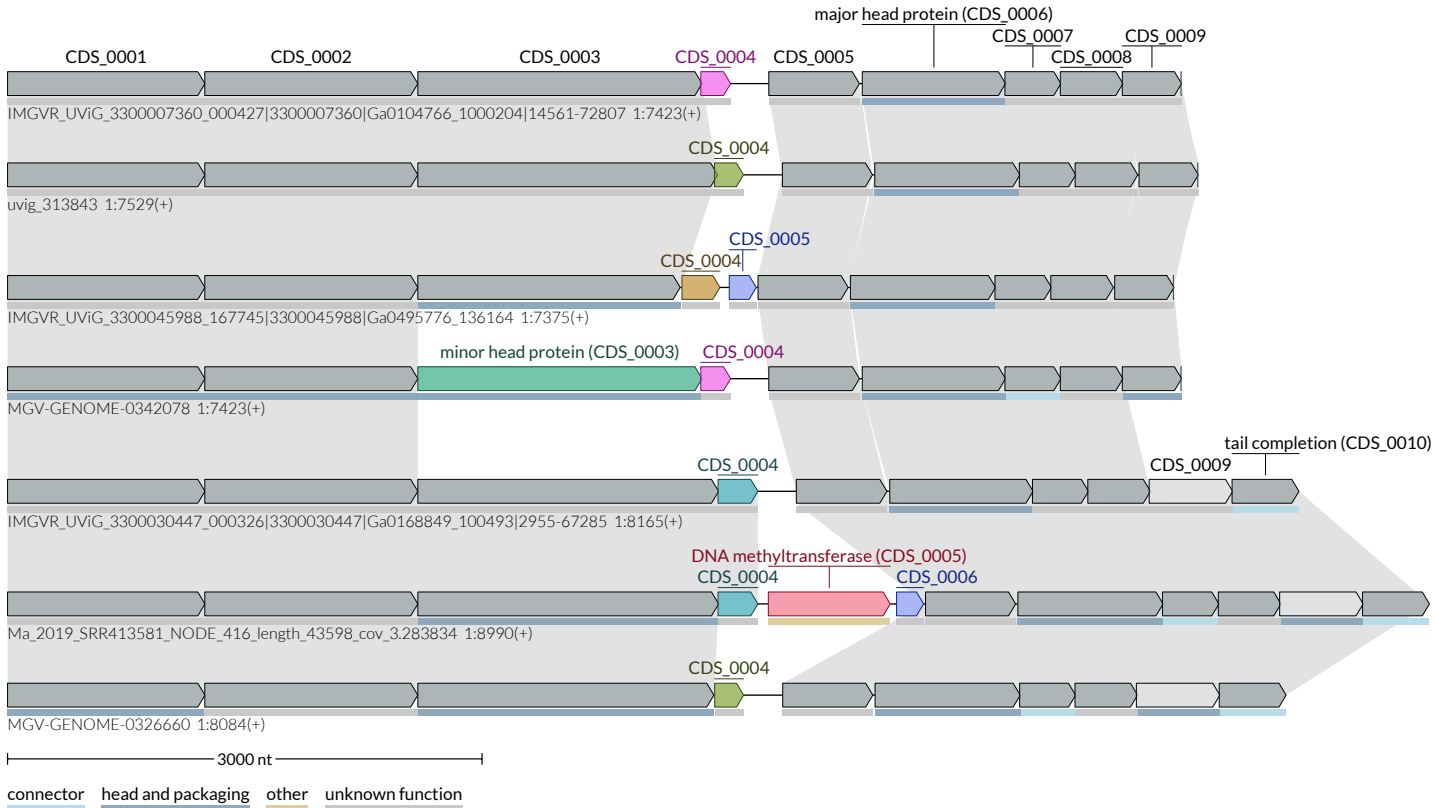 major head protein (CDS_0006)
CDS_0007 CDS_0009
CDS_0001 CDS_0002 CDS_0003 CDS_0004 CDS_0005 CDS_0008
IMGVR_UViG_3300007360_000427|3300007360|Ga0104766_1000204|14561-72807 1:7423(+)
CDS_0004
uvig_313843 1:7529(+)
CDS_0005
CDS_0004
IMGVR_UViG_3300045988_167745|3300045988|Ga0495776_136164 1:7375(+)
minor head protein (CDS_0003) CDS_0004
MGV-GENOME-0342078 1:7423(+)
tail completion (CDS_0010)
CDS_0004 CDS_0009
IMGVR_UViG_3300030447_000326|3300030447|Ga0168849_100493|2955-67285 1:8165(+)
DNA methyltransferase (CDS_0005)
CDS_0004 CDS_0006
Ma_2019_SRR413581_NODE_416_length_43598_cov_3.283834 1:8990(+)
CDS_0004
MGV-GENOME-0326660 1:8084(+)
3000 nt
connector head and packaging other unknown function